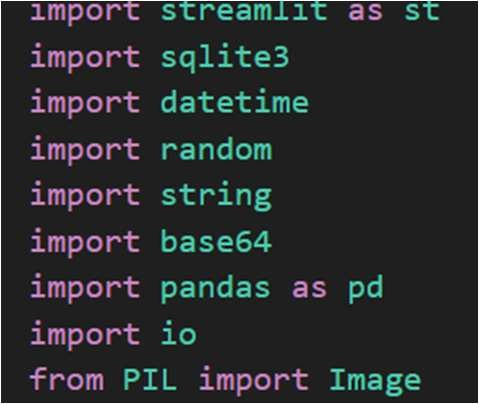 import streamlit as st
import sqlite3
import datetime
import random
import string
import base64
import pandas as pd
import io
from PIL import Image